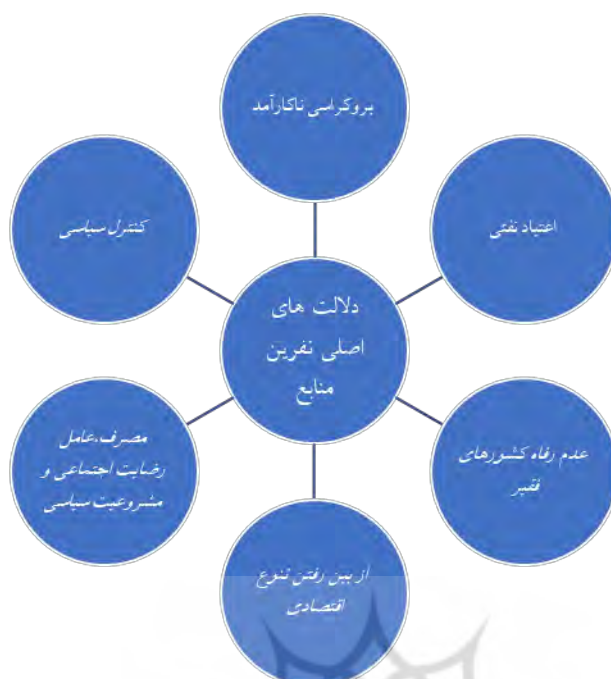 بروکراسی ناکارآمد
اعتیاد نفتی
کنترل سیاسی
دلالت های
اصلی نفرین
منابع
عدم رفاه کشورهای
فقیر
مصرف،عامل
رضایت اجتماعی و
مشروعیت سیاسی
از بین رفتن تنوع
اقتصادی